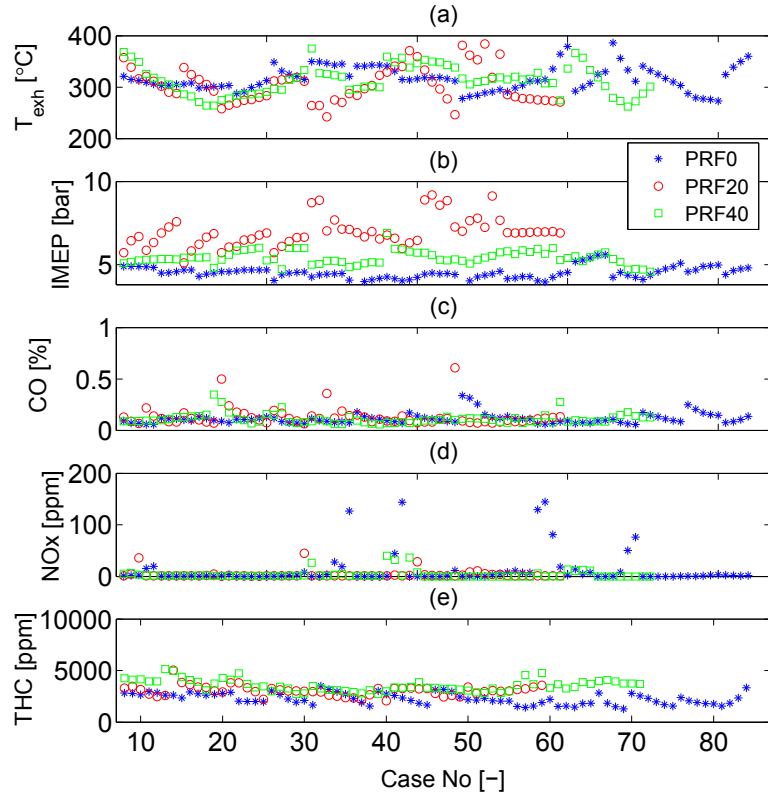 (a)
400
300
200
T_exh [°C]
(b)
10
5
IMEP [bar]
PRF0
PRF20
PRF40
(c)
1
0.5
0
CO [%]
(d)
200
100
0
NOx [ppm]
(e)
10000
5000
0
THC [ppm]
10 20 30 40 50 60 70 80
Case No [−]